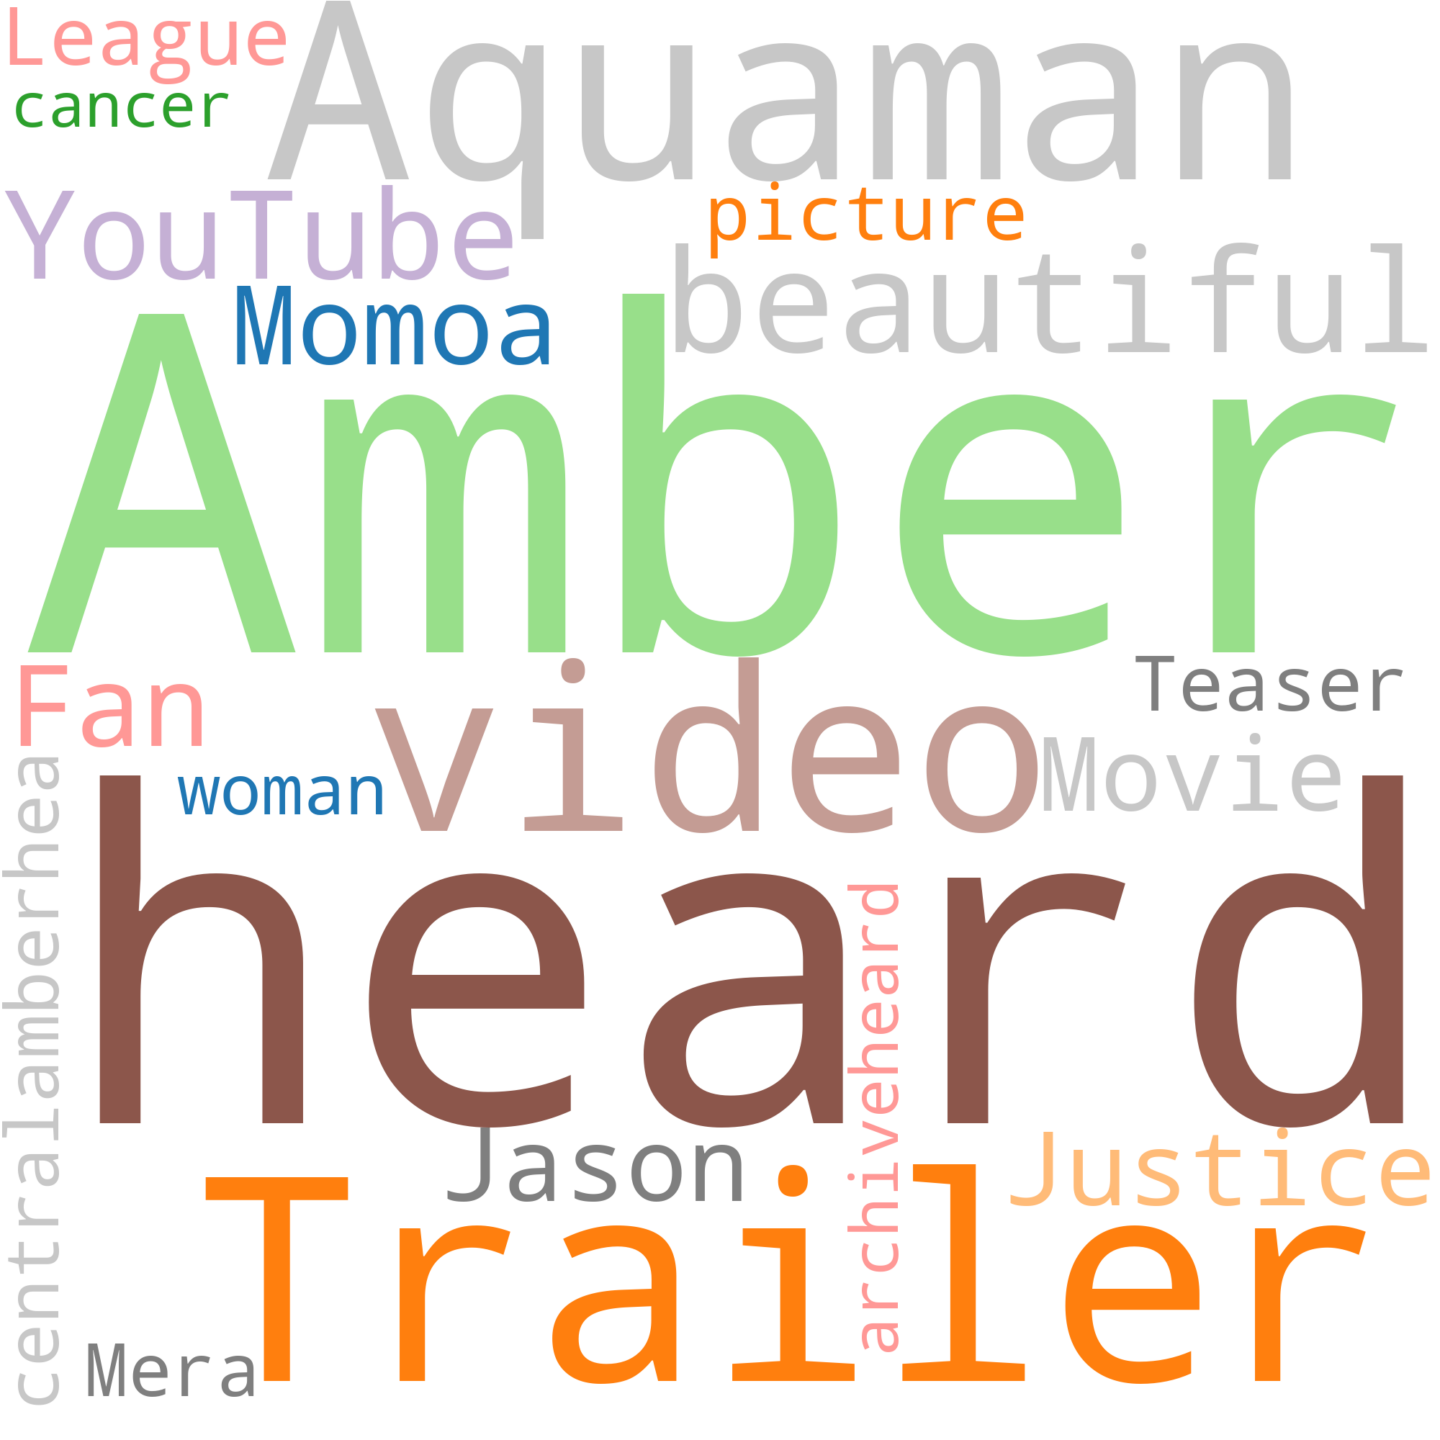 League
Aquaman
cancer
YouTube
picture
beautiful
Momoa
Amber
Fan
video
Teaser
Movie
woman
heard
centralamberhea
archiveheard
Jason
Justice
Trailer
Mera